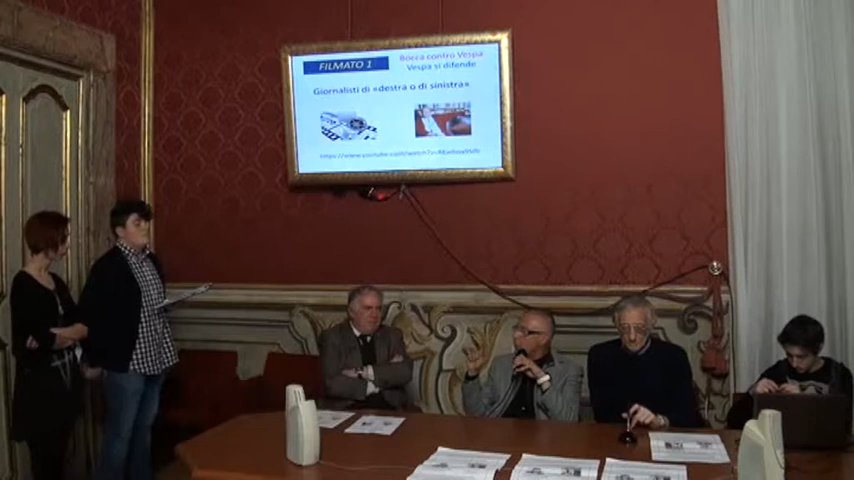 FILMATO 1
Bocca contro Vespa
Vespa si difende
Giornalisti di «destra o di sinistra»